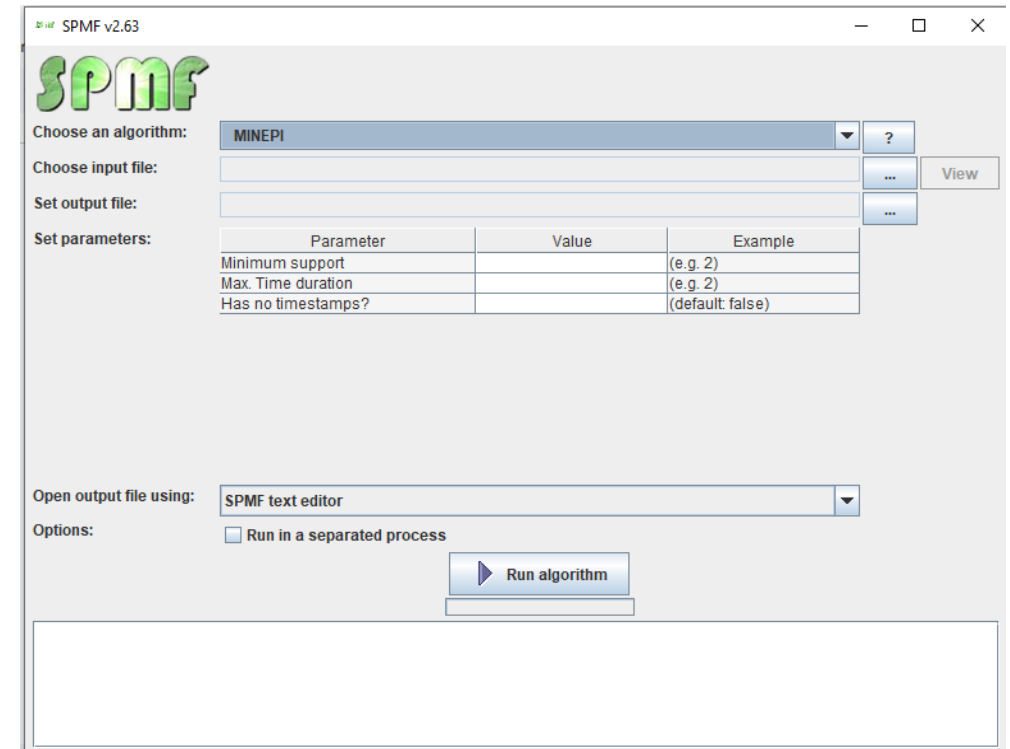 SPMF v2.63
SPMF
Choose an algorithm: MINEPI ?
Choose input file: ... View
Set output file: ...
Set parameters: Parameter Value Example
Minimum support (e.g. 2)
Max. Time duration (e.g. 2)
Has no timestamps? (default: false)
Open output file using: SPMF text editor
Options: Run in a separated process
Run algorithm